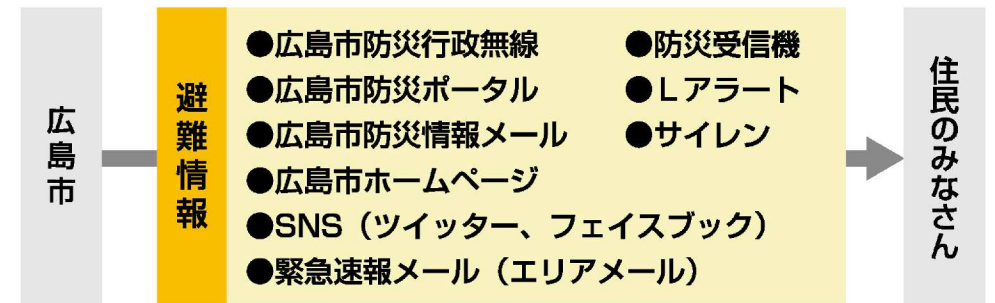 広島市
避難情報
●広島市防災行政無線
●広島市防災ポータル
●広島市防災情報メール
●広島市ホームページ
●SNS（ツイッター、フェイスブック）
●緊急速報メール（エリアメール）
●防災受信機
●Ｌアラート
●サイレン
住民のみなさん